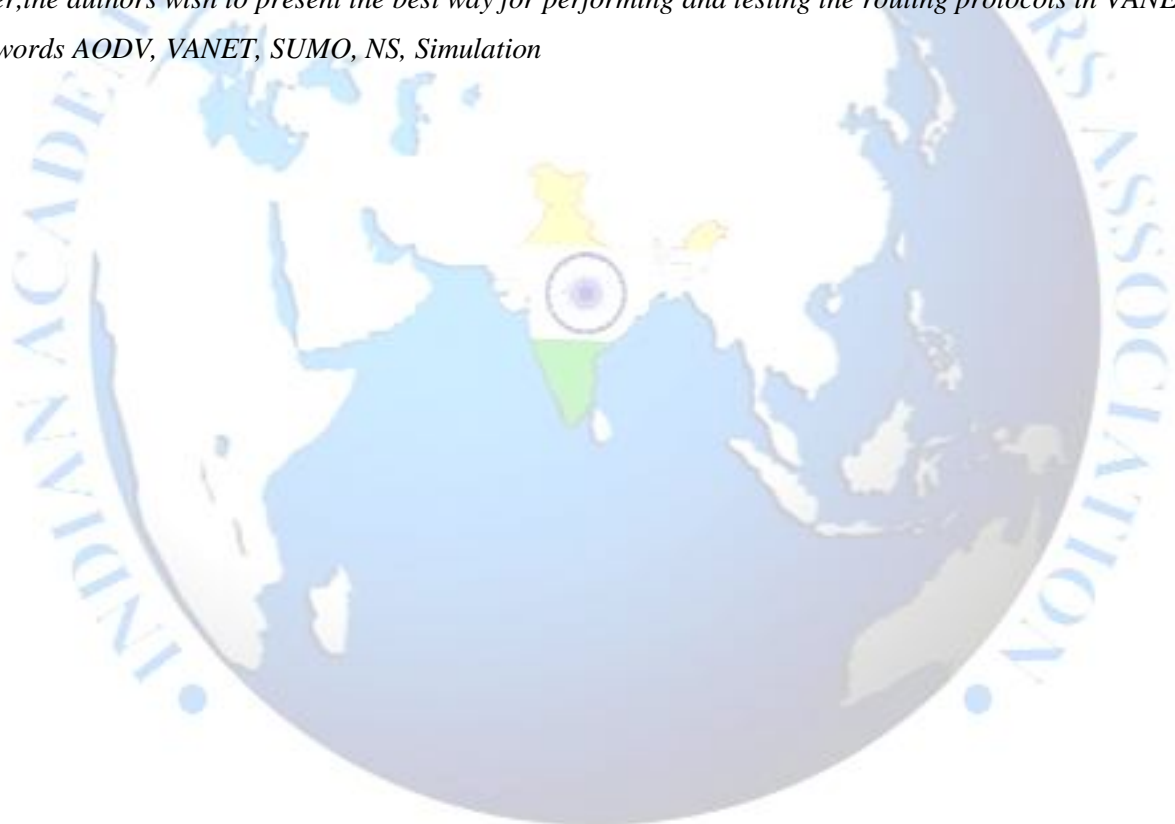 er,the authors wish to present the best way for performing and testing the routing protocols in VANE
words AODV, VANET, SUMO, NS, Simulation
INDIAN ACADE
RS ASSOCIATION